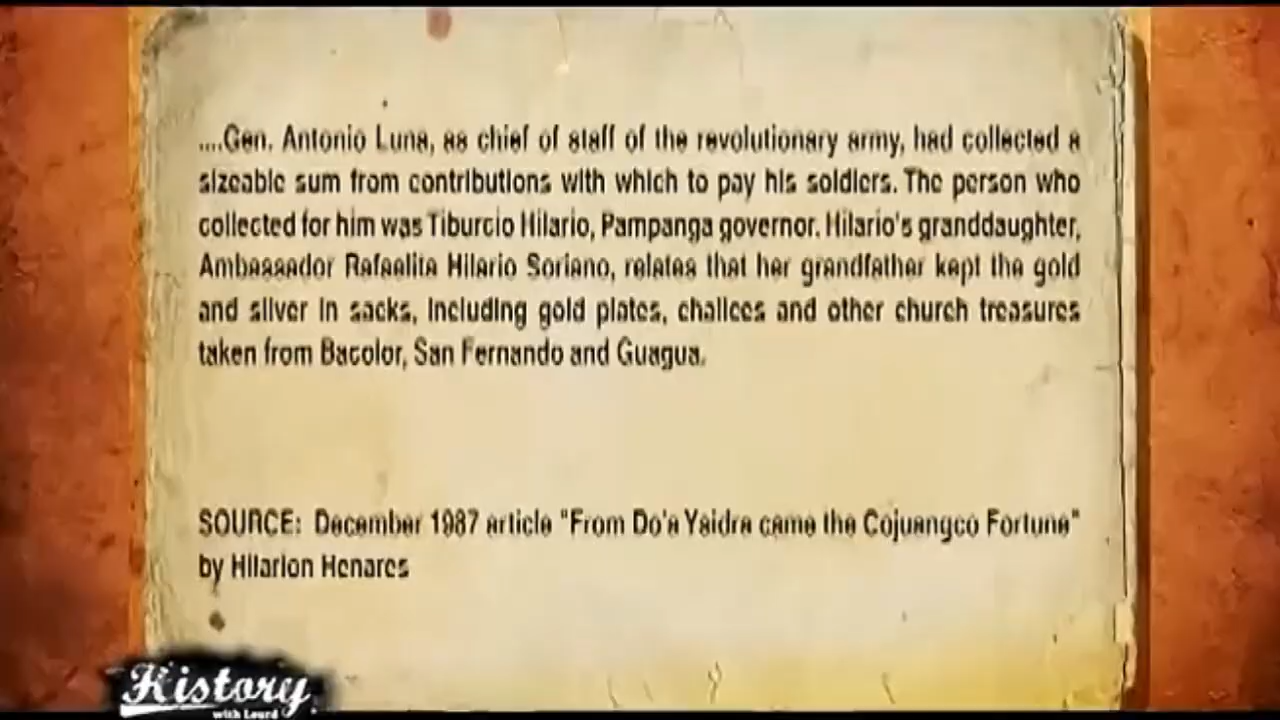 ....Gen. Antonio Luna, as chief of staff of the revolutionary army, had collected a
sizeable sum from contributions with which to pay his soldiers. The person who
collected for him was Tiburcio Hilario, Pampanga governor. Hilario's granddaughter,
Ambassador Rafaelita Hilario Soriano, relates that her grandfather kept the gold
and silver in sacks, including gold plates, chalices and other church treasures
taken from Bacolor, San Fernando and Guagua.
SOURCE: December 1987 article "From Do'a Ysidra came the Cojuangco Fortune"
by Hilarion Henares
History
with Lourd